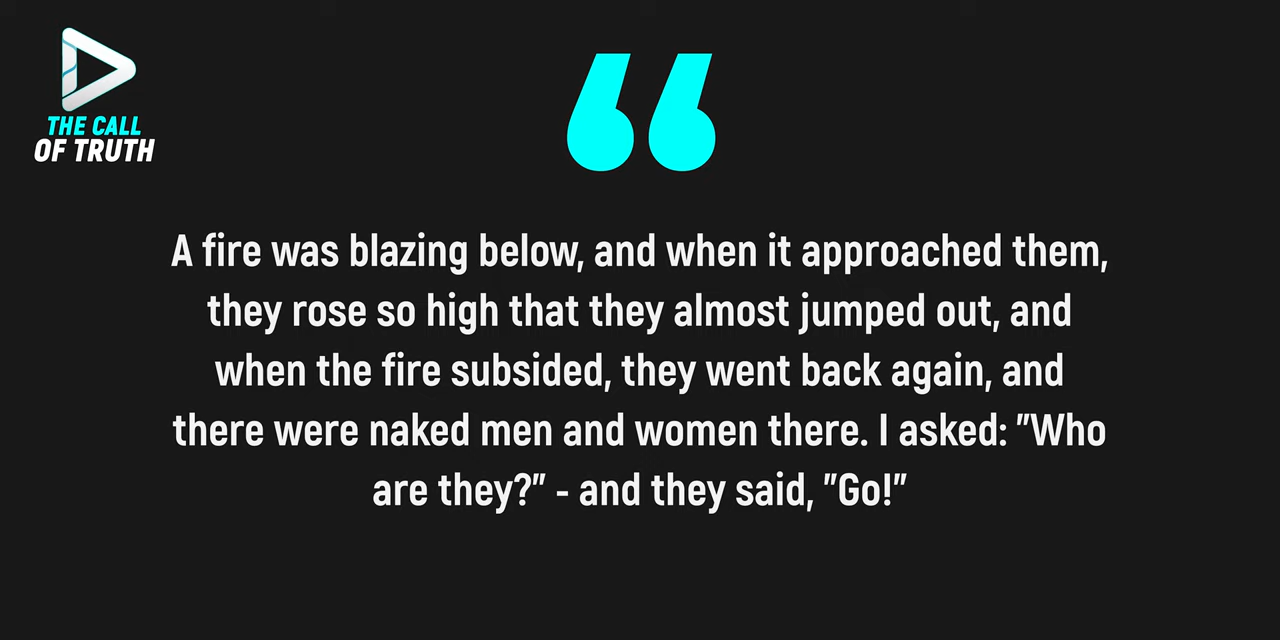 THE CALL
OF TRUTH
“
A fire was blazing below, and when it approached them,
they rose so high that they almost jumped out, and
when the fire subsided, they went back again, and
there were naked men and women there. I asked: ”Who
are they?” - and they said, ”Go!”